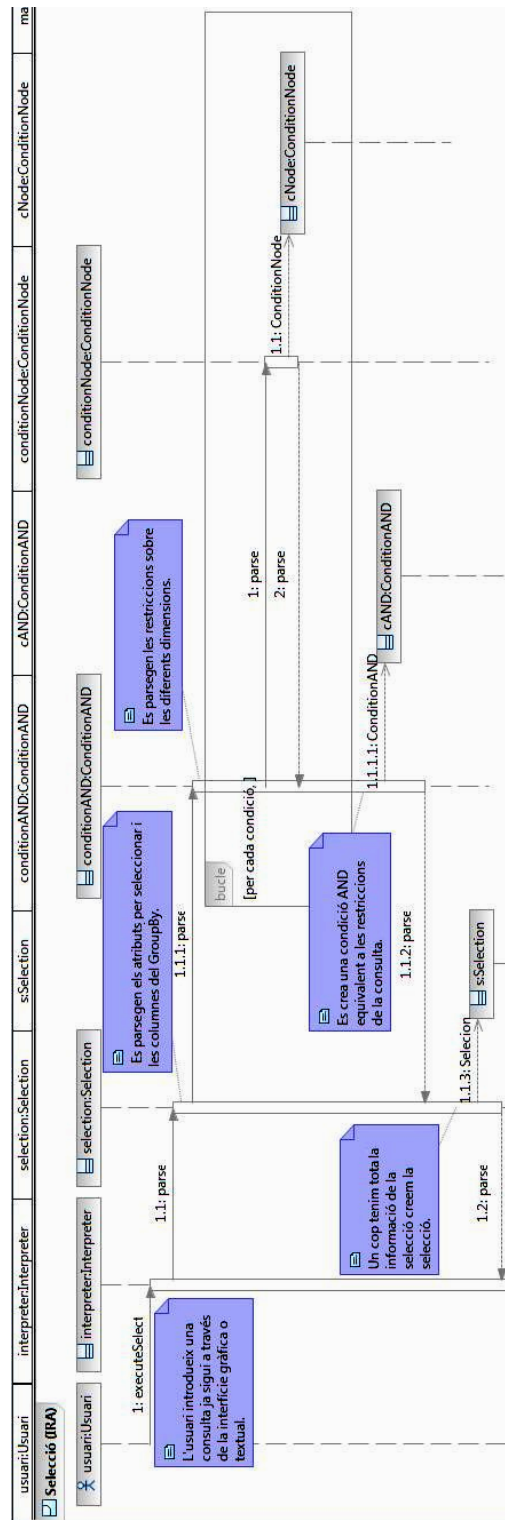 usuari:Usuari
interpreter:Interpreter
selection:Selection
s:Selection
conditionAND:ConditionAND
cAND:ConditionAND
conditionNode:ConditionNode
cNode:ConditionNode
ma
Selecció (IRA)
usuari:Usuari
interpreter:Interpreter
selection:Selection
conditionAND:ConditionAND
conditionNode:ConditionNode
1: executeSelect
L'usuari introdueix una
consulta ja sigui a través
de la interfície gràfica o
textual.
1.1: parse
Es parsegen els atributs per seleccionar i
les columnes del GroupBy.
1.1.1: parse
Es parsegen les restriccions sobre
les diferents dimensions.
bucle
[per cada condició, ]
1: parse
1.1: ConditionNode
cNode:ConditionNode
2: parse
Es crea una condició AND
equivalent a les restriccions
de la consulta.
1.1.1.1: ConditionAND
cAND:ConditionAND
1.1.2: parse
Un cop tenim tota la
informació de la
selecció creem la
selecció.
1.1.3: Selecion
s:Selection
1.2: parse